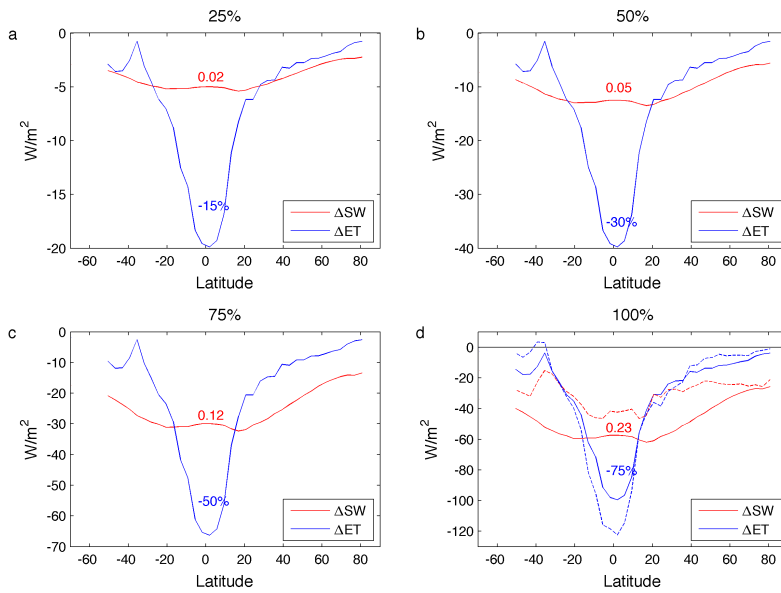 25%
a
0
-5
-10
-15
-20
W/m2
0.02
-15%
ΔSW
ΔET
-60 -40 -20 0 20 40 60 80
Latitude
50%
b
0
-10
-20
-30
-40
W/m2
0.05
-30%
ΔSW
ΔET
-60 -40 -20 0 20 40 60 80
Latitude
75%
c
0
-10
-20
-30
-40
-50
-60
-70
W/m2
0.12
-50%
ΔSW
ΔET
-60 -40 -20 0 20 40 60 80
Latitude
100%
d
0
-20
-40
-60
-80
-100
-120
W/m2
0.23
-75%
ΔSW
ΔET
-60 -40 -20 0 20 40 60 80
Latitude